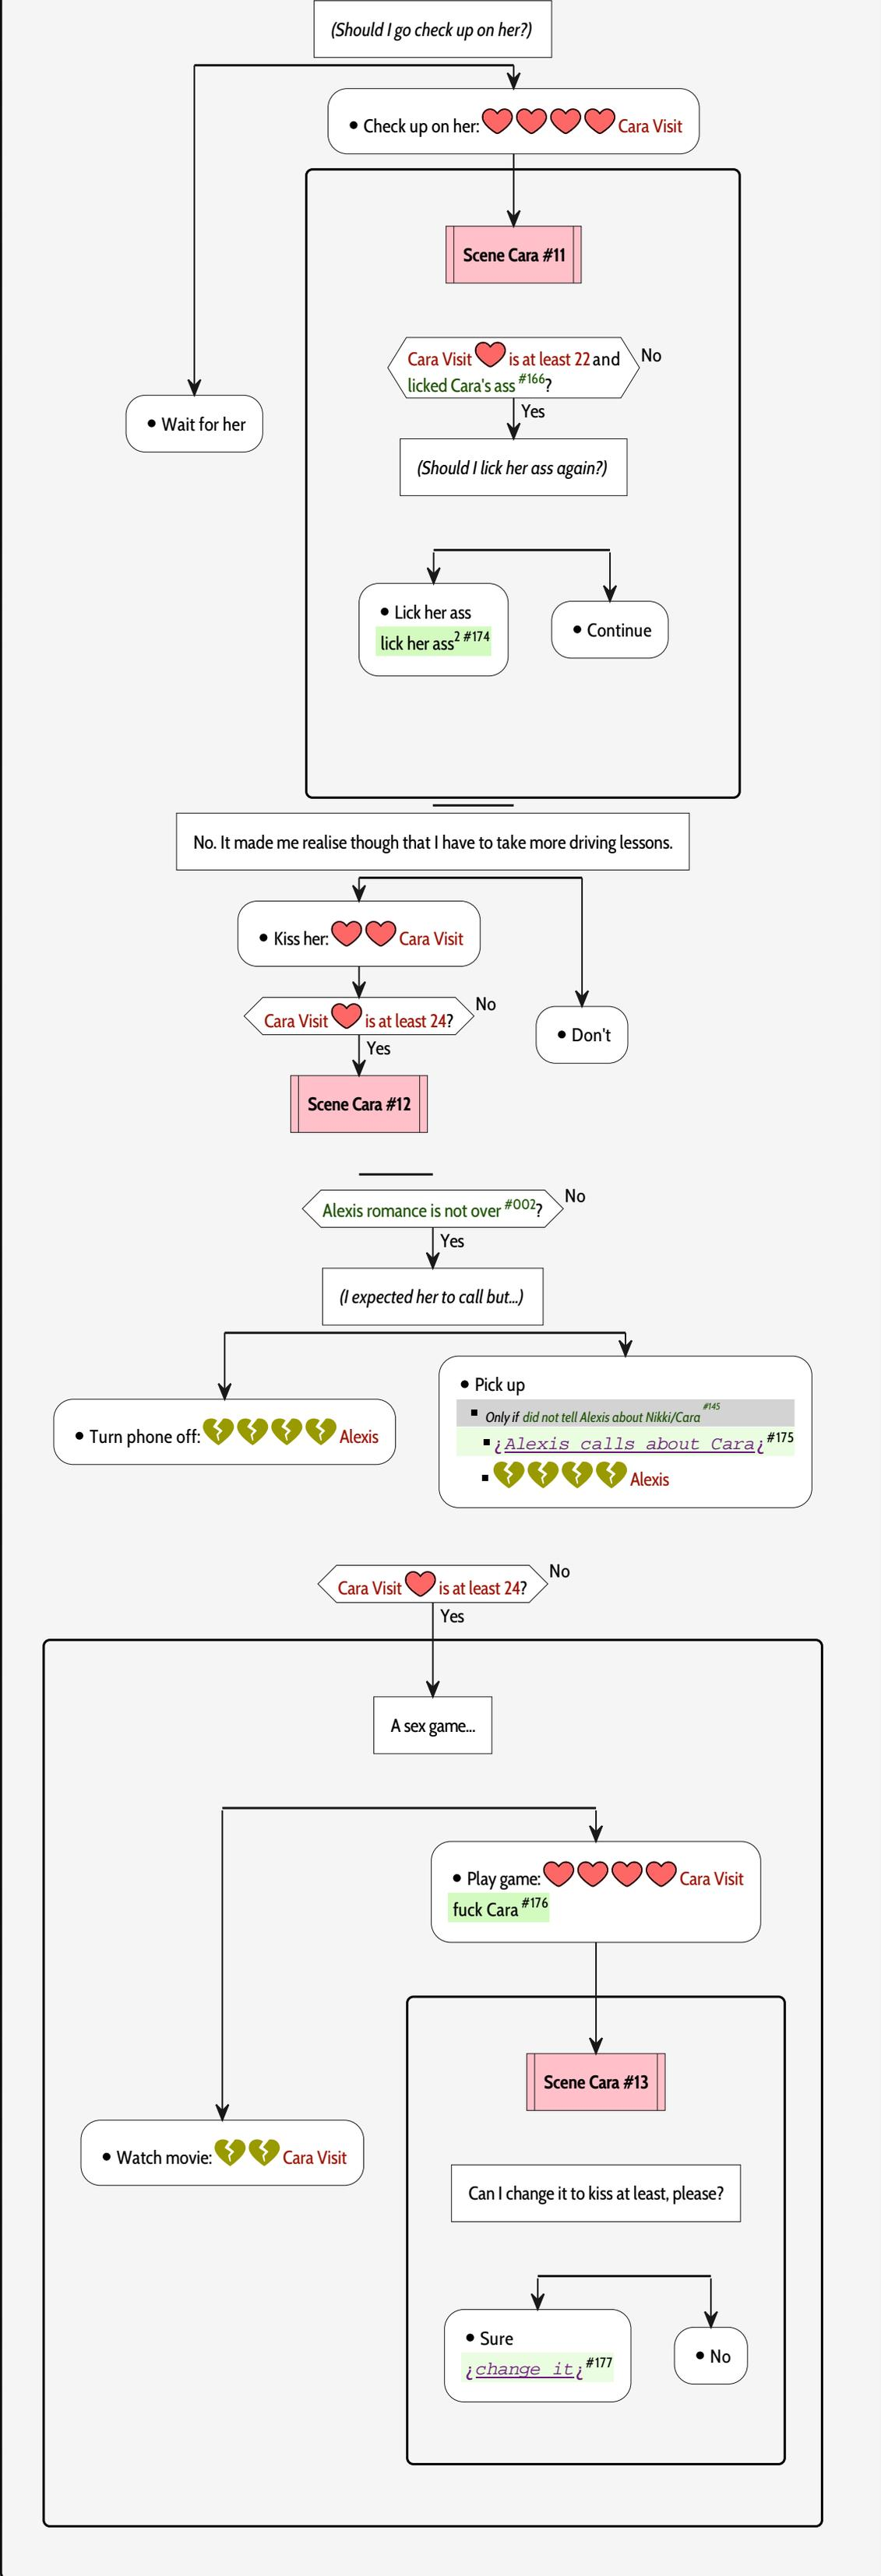 (Should I go check up on her?)
Check up on her: Cara Visit
Scene Cara #11
Cara Visit is at least 22 and
licked Cara's ass #166?
No
Yes
Wait for her
(Should I lick her ass again?)
Lick her ass
lick her ass2 #174
Continue
No. It made me realise though that I have to take more driving lessons.
Kiss her: Cara Visit
Cara Visit is at least 24?
No
Yes
Don't
Scene Cara #12
Alexis romance is not over #002?
No
Yes
(I expected her to call but...)
Turn phone off: Alexis
Pick up
Only if did not tell Alexis about Nikki/Cara #145
¿Alexis calls about Cara¿ #175
Alexis
Cara Visit is at least 24?
No
Yes
A sex game...
Play game: Cara Visit
fuck Cara #176
Scene Cara #13
Watch movie: Cara Visit
Can I change it to kiss at least, please?
Sure
¿change it¿ #177
No